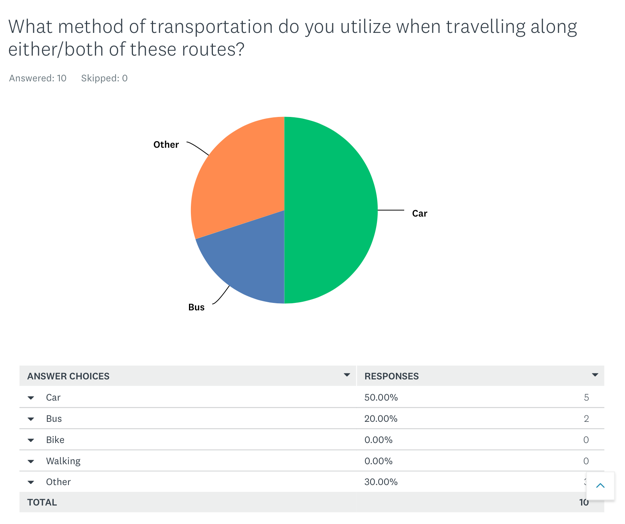 What method of transportation do you utilize when travelling along
either/both of these routes?
Answered: 10 Skipped: 0
Other
Car
Bus
ANSWER CHOICES RESPONSES
Car 50.00% 5
Bus 20.00% 2
Bike 0.00% 0
Walking 0.00% 0
Other 30.00%
TOTAL 10